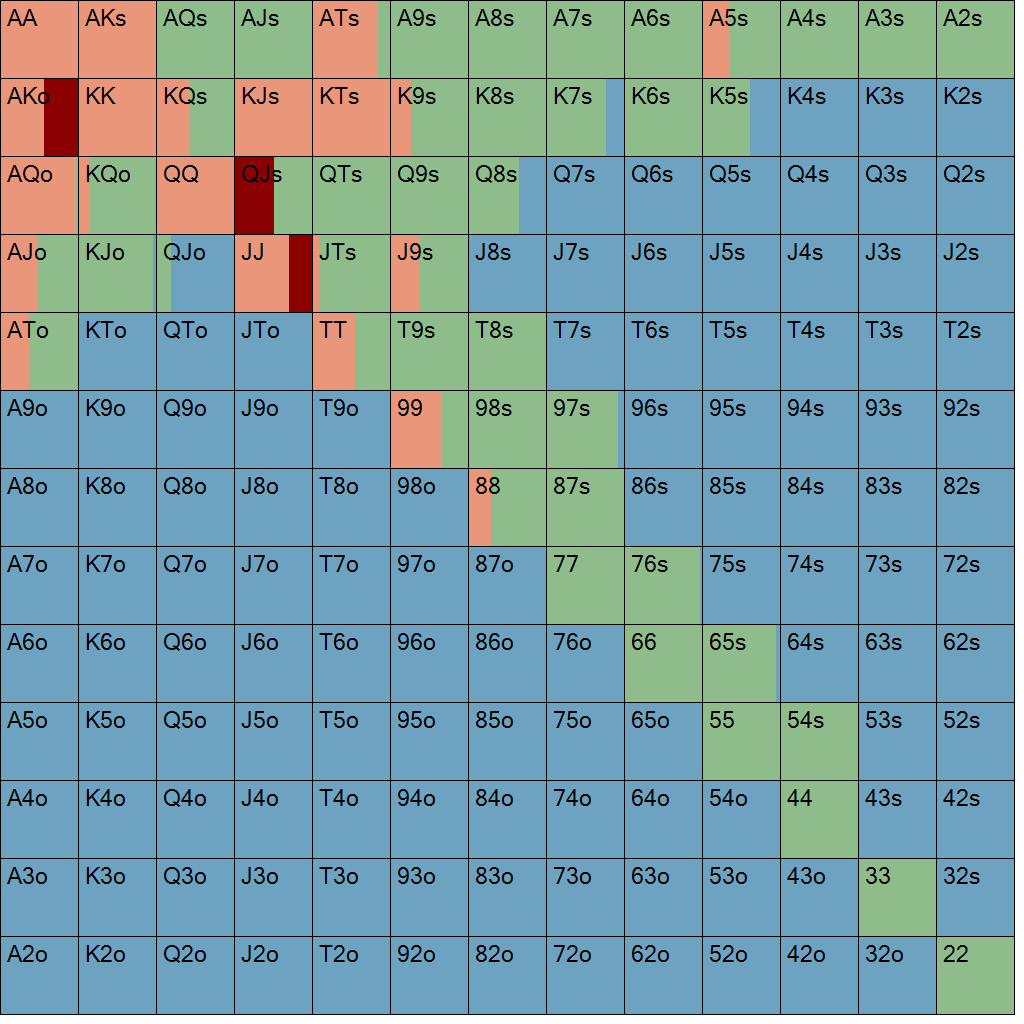 AA AKs AQs AJs ATs A9s A8s A7s A6s A5s A4s A3s A2s
AKo KK KQs KJs KTs K9s K8s K7s K6s K5s K4s K3s K2s
AQo KQo QQ QJs QTs Q9s Q8s Q7s Q6s Q5s Q4s Q3s Q2s
AJo KJo QJo JJ JTs J9s J8s J7s J6s J5s J4s J3s J2s
ATo KTo QTo JTo TT T9s T8s T7s T6s T5s T4s T3s T2s
A9o K9o Q9o J9o T9o 99 98s 97s 96s 95s 94s 93s 92s
A8o K8o Q8o J8o T8o 98o 88 87s 86s 85s 84s 83s 82s
A7o K7o Q7o J7o T7o 97o 87o 77 76s 75s 74s 73s 72s
A6o K6o Q6o J6o T6o 96o 86o 76o 66 65s 64s 63s 62s
A5o K5o Q5o J5o T5o 95o 85o 75o 65o 55 54s 53s 52s
A4o K4o Q4o J4o T4o 94o 84o 74o 64o 54o 44 43s 42s
A3o K3o Q3o J3o T3o 93o 83o 73o 63o 53o 43o 33 32s
A2o K2o Q2o J2o T2o 92o 82o 72o 62o 52o 42o 32o 22